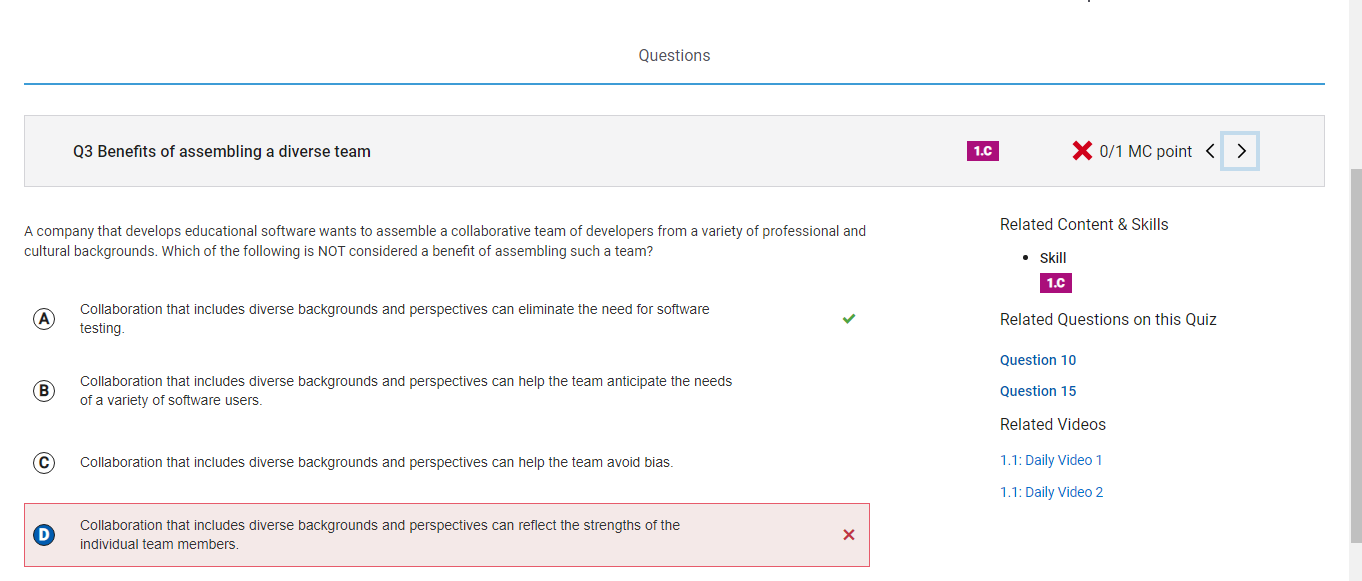 Questions
Q3 Benefits of assembling a diverse team
1.C
0/1 MC point
A company that develops educational software wants to assemble a collaborative team of developers from a variety of professional and
cultural backgrounds. Which of the following is NOT considered a benefit of assembling such a team?
A
Collaboration that includes diverse backgrounds and perspectives can eliminate the need for software
testing.
B
Collaboration that includes diverse backgrounds and perspectives can help the team anticipate the needs
of a variety of software users.
C
Collaboration that includes diverse backgrounds and perspectives can help the team avoid bias.
D
Collaboration that includes diverse backgrounds and perspectives can reflect the strengths of the
individual team members.
Related Content & Skills
• Skill
1.C
Related Questions on this Quiz
Question 10
Question 15
Related Videos
1.1: Daily Video 1
1.1: Daily Video 2